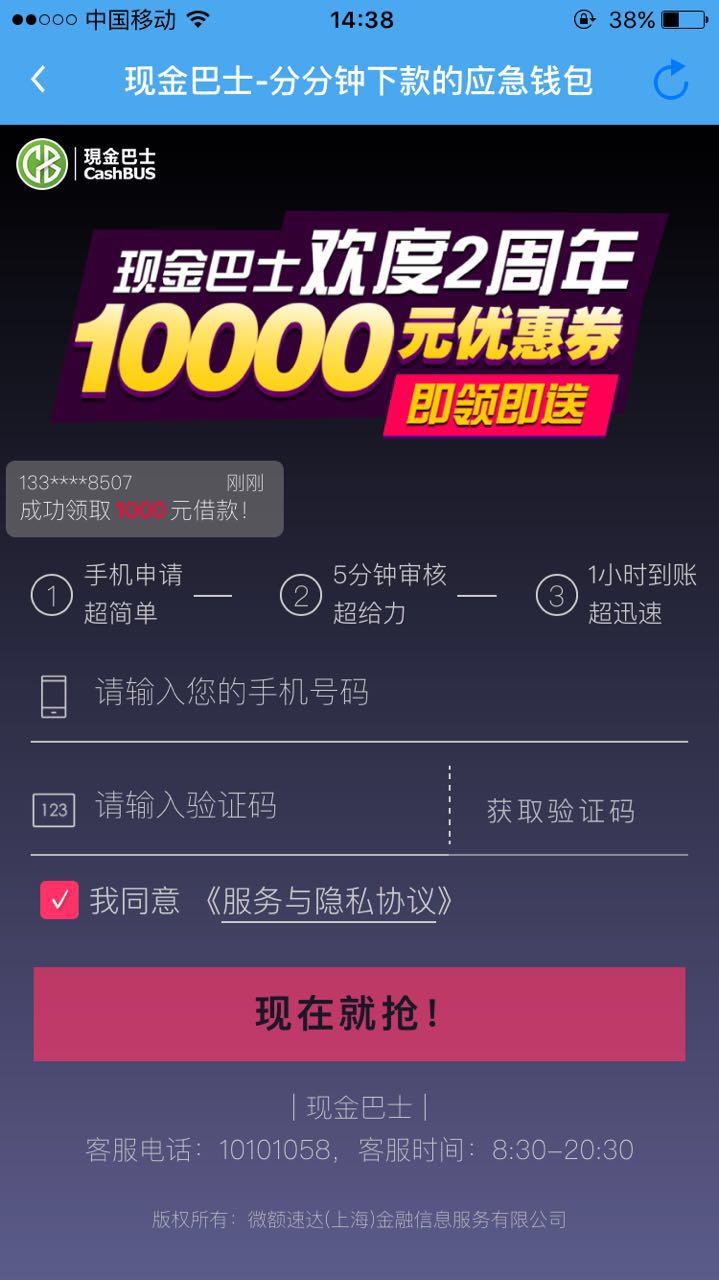 中国移动 14:38 38%
现金巴士-分分钟下款的应急钱包
現金巴士
CashBUS
现金巴士欢度2周年
10000元优惠券
即领即送
133****8507 刚刚
成功领取1000元借款！
1 手机申请 2 5分钟审核 3 1小时到账
超简单 超给力 超迅速
请输入您的手机号码
123 请输入验证码 获取验证码
我同意 《服务与隐私协议》
现在就抢！
|现金巴士|
客服电话：10101058，客服时间：8:30-20:30
版权所有：微额速达(上海)金融信息服务有限公司